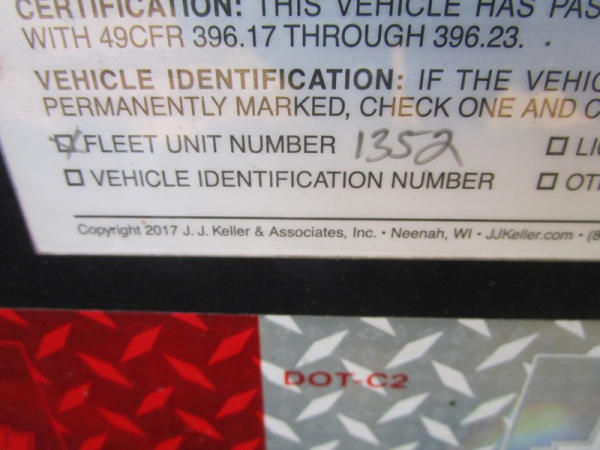 CERTIFICATION: THIS VEHICLE HAS PAS
WITH 49CFR 396.17 THROUGH 396.23.
VEHICLE IDENTIFICATION: IF THE VEHIC
PERMANENTLY MARKED, CHECK ONE AND C
FLEET UNIT NUMBER 1352 LI
VEHICLE IDENTIFICATION NUMBER OT
Copyright 2017 J. J. Keller & Associates, Inc. • Neenah, WI • JJKeller.com • (8
DOT-C2